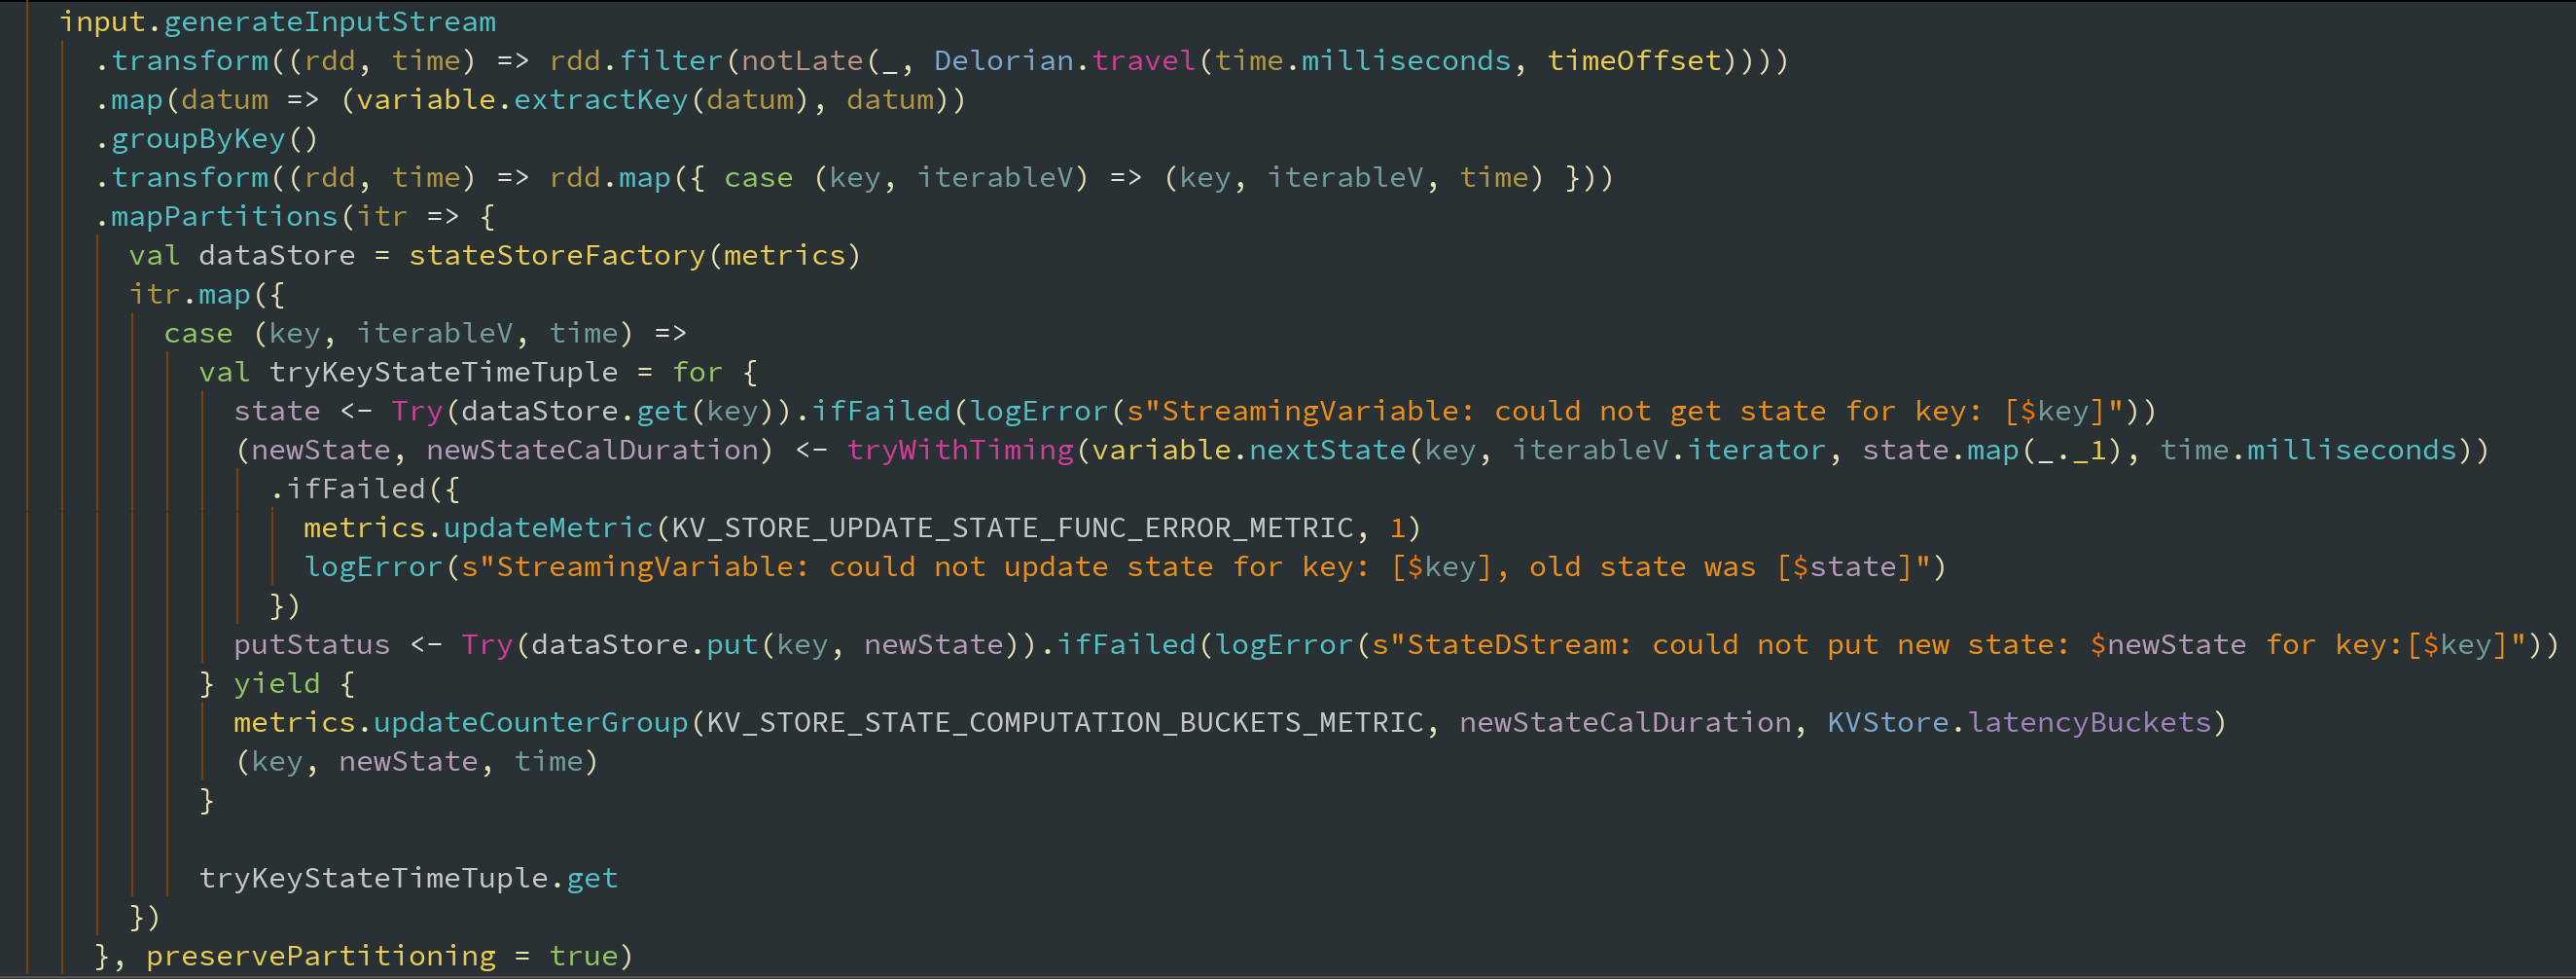 input.generateInputStream
.transform((rdd, time) => rdd.filter(notLate(_, Delorian.travel(time.milliseconds, timeOffset))))
.map(datum => (variable.extractKey(datum), datum))
.groupByKey()
.transform((rdd, time) => rdd.map({ case (key, iterableV) => (key, iterableV, time) }))
.mapPartitions(itr => {
val dataStore = stateStoreFactory(metrics)
itr.map({
case (key, iterableV, time) =>
val tryKeyStateTimeTuple = for {
state <- Try(dataStore.get(key)).ifFailed(logError(s"StreamingVariable: could not get state for key: [$key]"))
(newState, newStateCalDuration) <- tryWithTiming(variable.nextState(key, iterableV.iterator, state.map(_._1), time.milliseconds))
.ifFailed({
metrics.updateMetric(KV_STORE_UPDATE_STATE_FUNC_ERROR_METRIC, 1)
logError(s"StreamingVariable: could not update state for key: [$key], old state was [$state]")
})
putStatus <- Try(dataStore.put(key, newState)).ifFailed(logError(s"StateDStream: could not put new state: $newState for key:[$key]"))
} yield {
metrics.updateCounterGroup(KV_STORE_STATE_COMPUTATION_BUCKETS_METRIC, newStateCalDuration, KVStore.latencyBuckets)
(key, newState, time)
}
tryKeyStateTimeTuple.get
})
}, preservePartitioning = true)